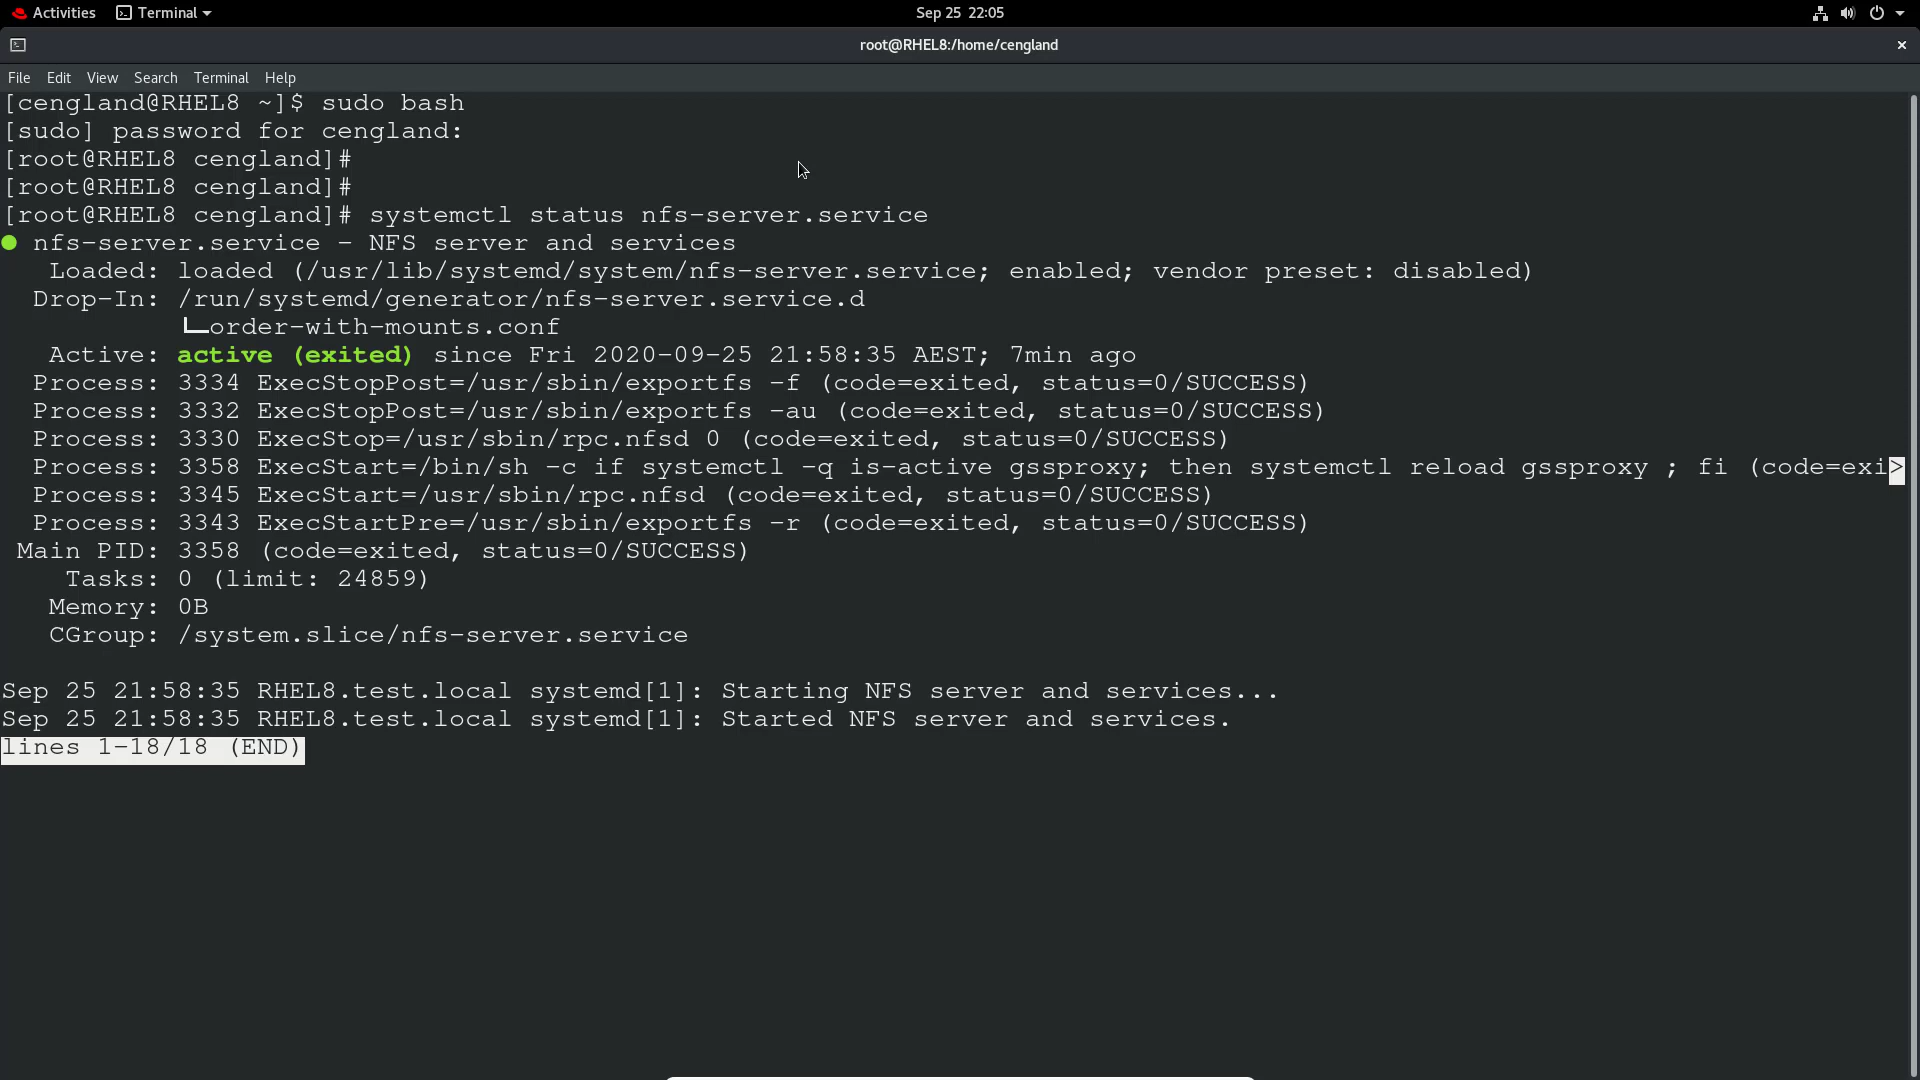 Activities Terminal Sep 25 22:05
root@RHEL8:/home/cengland ×
File Edit View Search Terminal Help
[cengland@RHEL8 ~]$ sudo bash
[sudo] password for cengland:
[root@RHEL8 cengland]#
[root@RHEL8 cengland]#
[root@RHEL8 cengland]# systemctl status nfs-server.service
● nfs-server.service - NFS server and services
Loaded: loaded (/usr/lib/systemd/system/nfs-server.service; enabled; vendor preset: disabled)
Drop-In: /run/systemd/generator/nfs-server.service.d
└─order-with-mounts.conf
Active: active (exited) since Fri 2020-09-25 21:58:35 AEST; 7min ago
Process: 3334 ExecStopPost=/usr/sbin/exportfs -f (code=exited, status=0/SUCCESS)
Process: 3332 ExecStopPost=/usr/sbin/exportfs -au (code=exited, status=0/SUCCESS)
Process: 3330 ExecStop=/usr/sbin/rpc.nfsd 0 (code=exited, status=0/SUCCESS)
Process: 3358 ExecStart=/bin/sh -c if systemctl -q is-active gssproxy; then systemctl reload gssproxy ; fi (code=exi>
Process: 3345 ExecStart=/usr/sbin/rpc.nfsd (code=exited, status=0/SUCCESS)
Process: 3343 ExecStartPre=/usr/sbin/exportfs -r (code=exited, status=0/SUCCESS)
Main PID: 3358 (code=exited, status=0/SUCCESS)
Tasks: 0 (limit: 24859)
Memory: 0B
CGroup: /system.slice/nfs-server.service
Sep 25 21:58:35 RHEL8.test.local systemd[1]: Starting NFS server and services...
Sep 25 21:58:35 RHEL8.test.local systemd[1]: Started NFS server and services.
lines 1-18/18 (END)